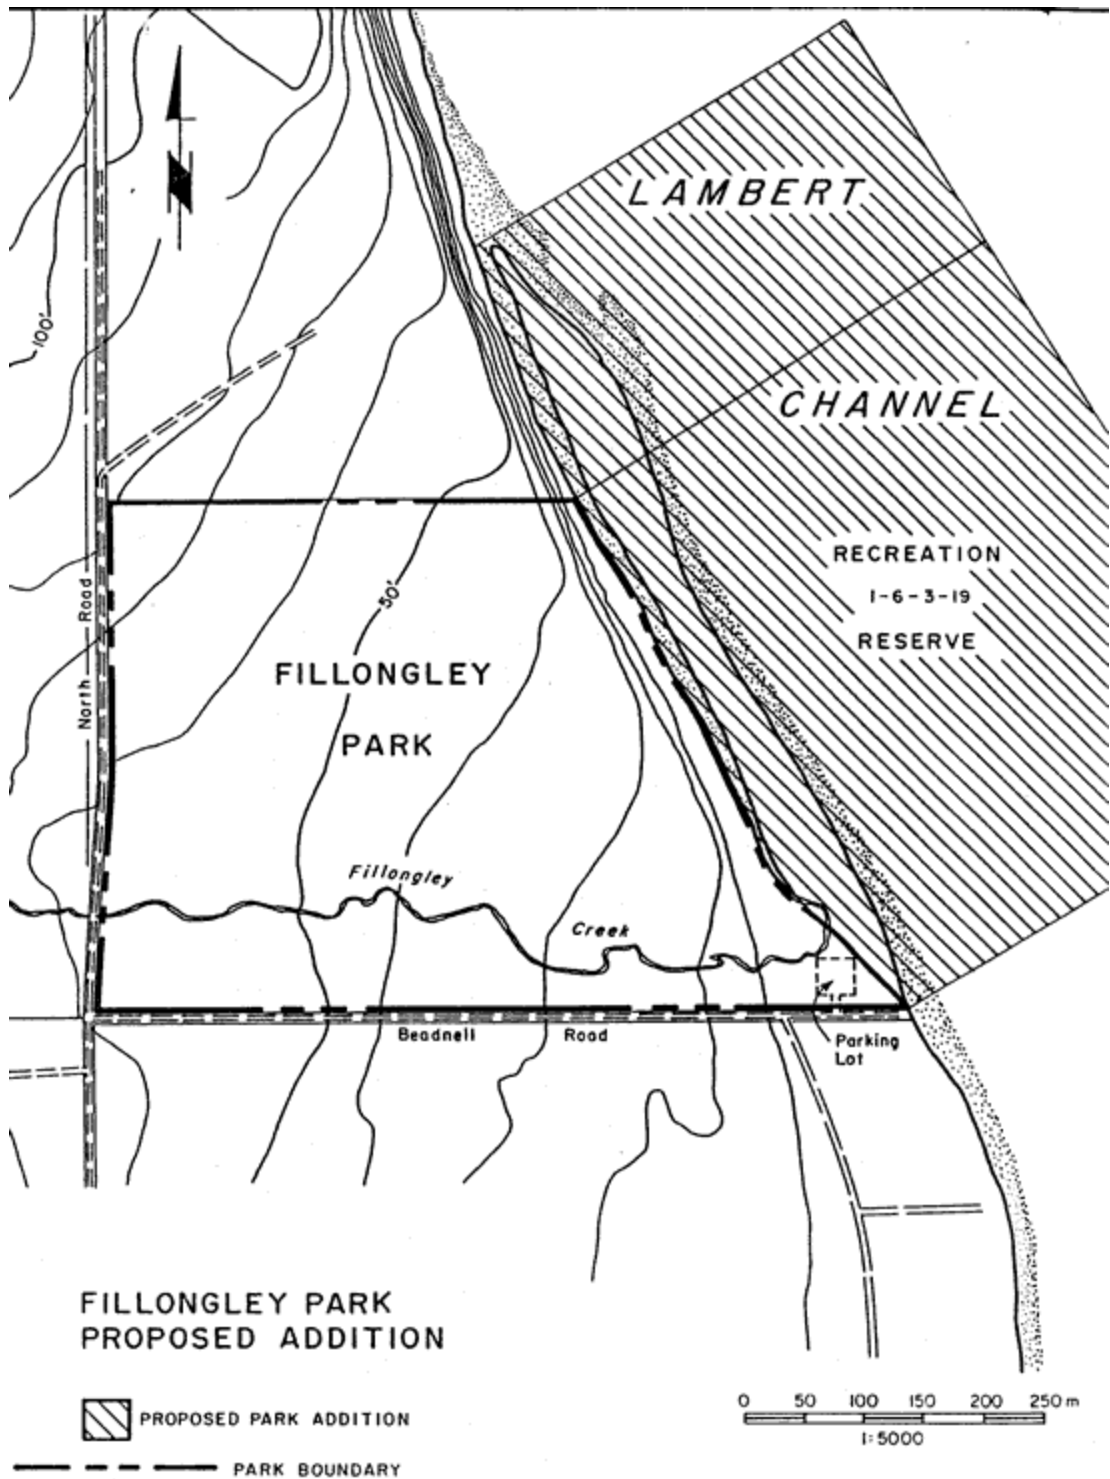 LAMBERT
100'
CHANNEL
RECREATION
1-6-3-19
RESERVE
50'
North Road
FILLONGLEY
PARK
Fillongley
Creek
Beadnell Road
Parking
Lot
FILLONGLEY PARK
PROPOSED ADDITION
PROPOSED PARK ADDITION
PARK BOUNDARY
0 50 100 150 200 250 m
1:5000